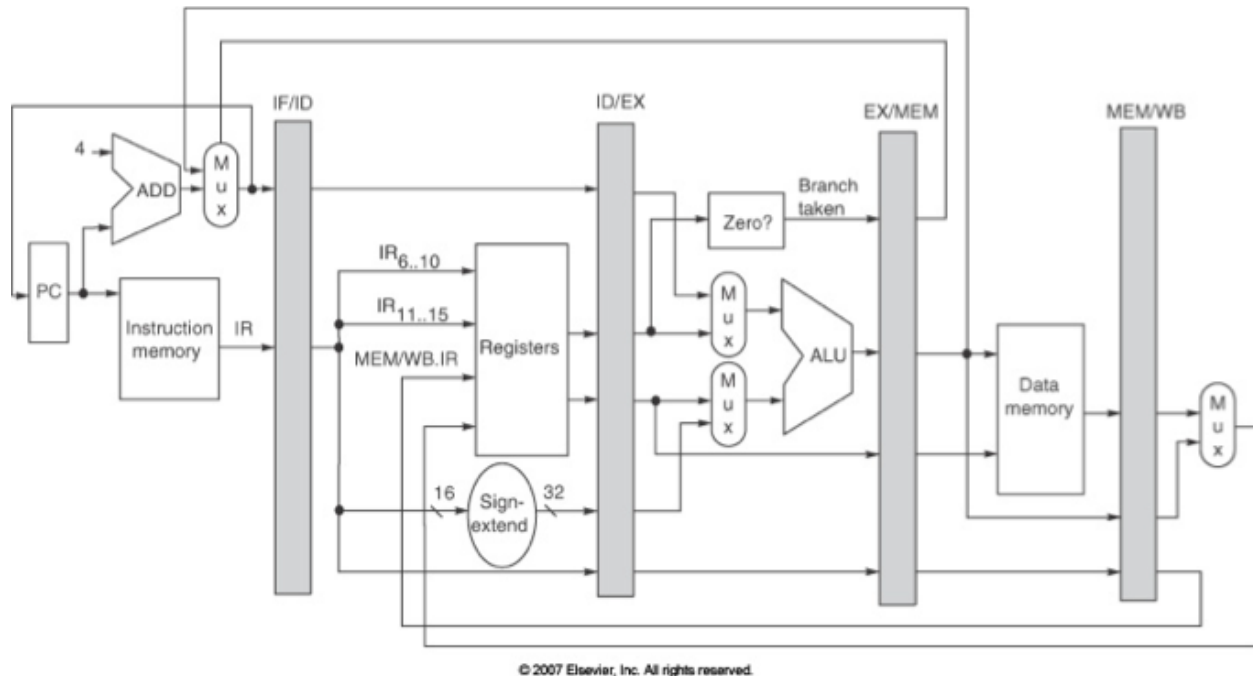 IF/ID
ID/EX
EX/MEM
MEM/WB
4
ADD
M
u
x
Branch
taken
Zero?
PC
Instruction
memory
IR
IR6..10
IR11..15
MEM/WB.IR
Registers
M
u
x
M
u
x
ALU
Data
memory
M
u
x
16
Sign-
extend
32
© 2007 Elsevier, Inc. All rights reserved.